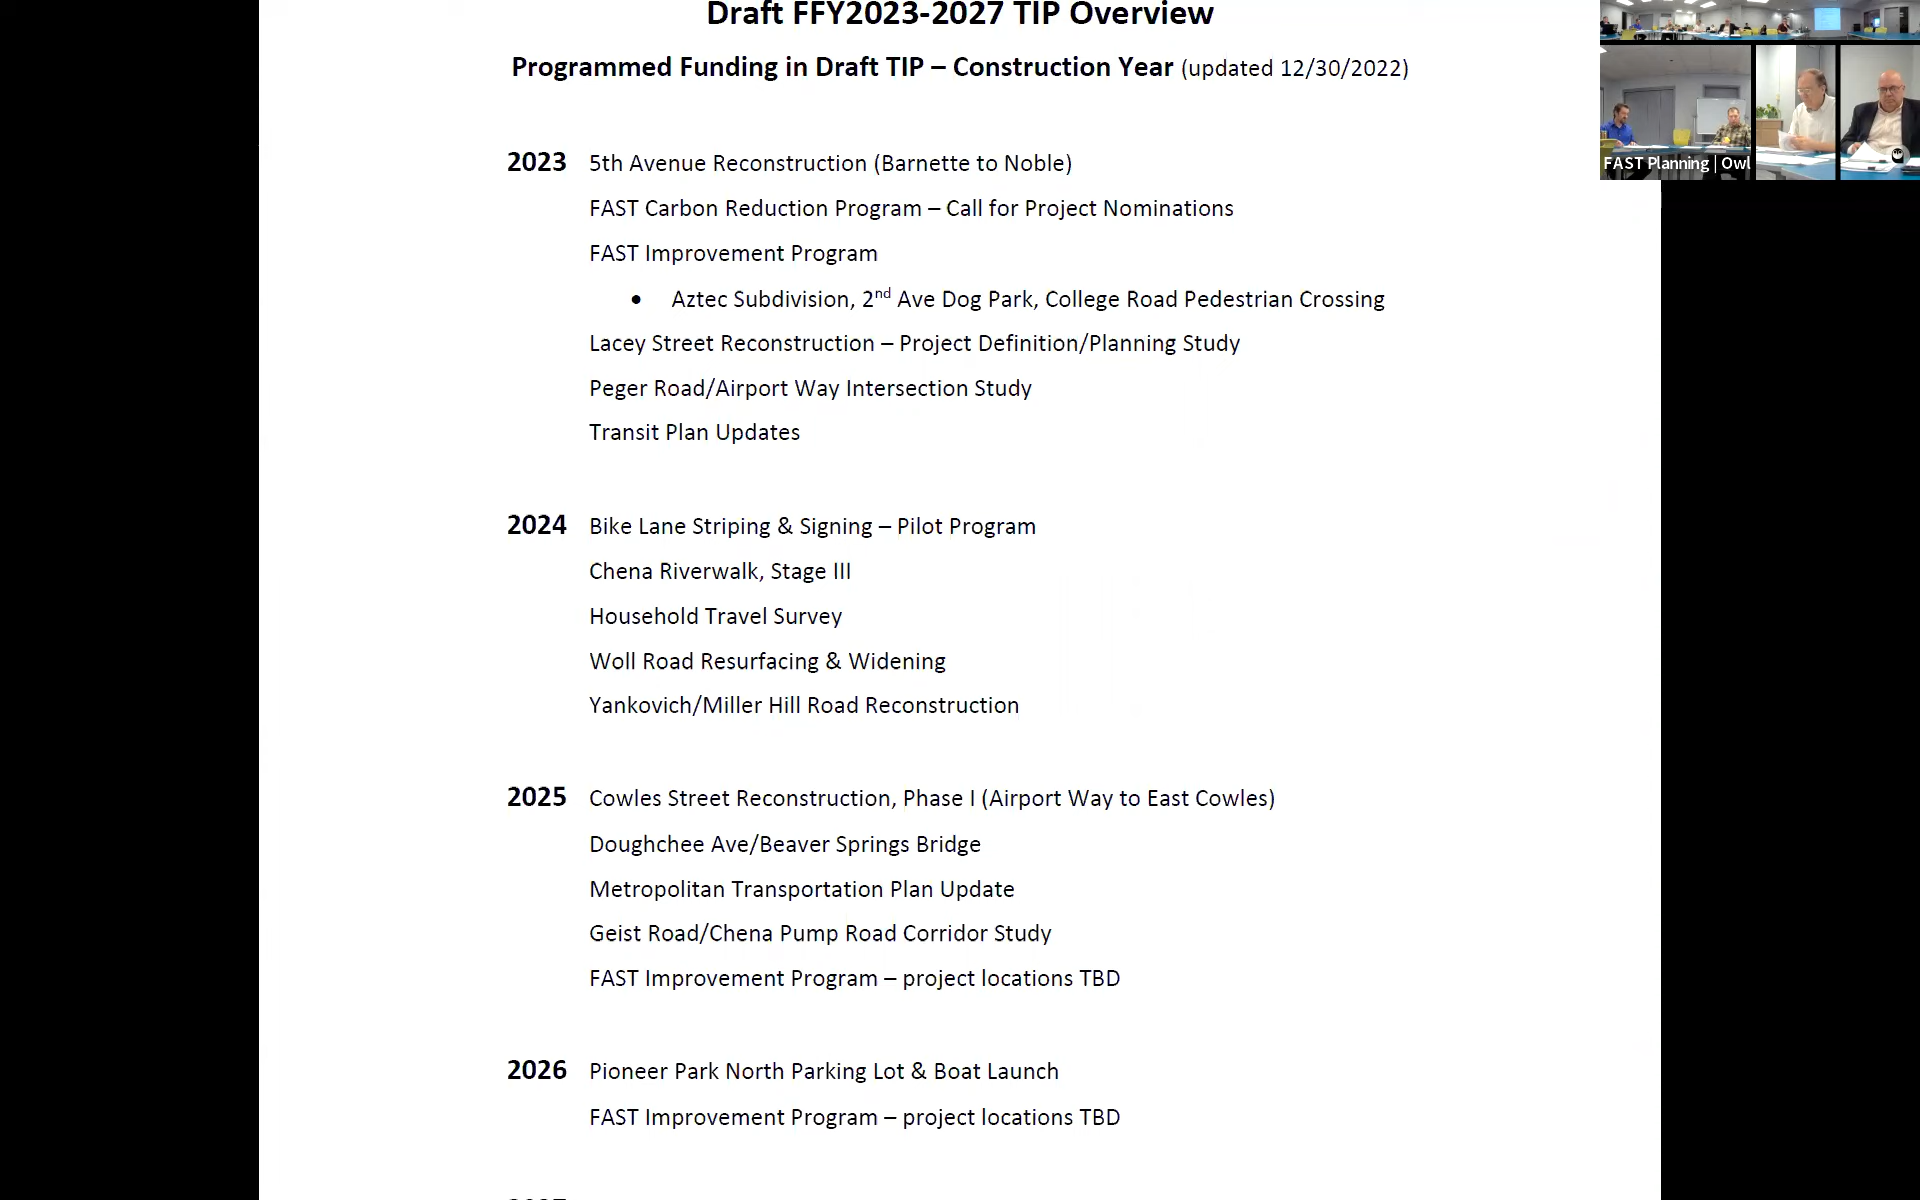 Draft FFY2023-2027 TIP Overview
Programmed Funding in Draft TIP – Construction Year (updated 12/30/2022)
FAST Planning | Owl
2023 5th Avenue Reconstruction (Barnette to Noble)
FAST Carbon Reduction Program – Call for Project Nominations
FAST Improvement Program
• Aztec Subdivision, 2nd Ave Dog Park, College Road Pedestrian Crossing
Lacey Street Reconstruction – Project Definition/Planning Study
Peger Road/Airport Way Intersection Study
Transit Plan Updates
2024 Bike Lane Striping & Signing – Pilot Program
Chena Riverwalk, Stage III
Household Travel Survey
Woll Road Resurfacing & Widening
Yankovich/Miller Hill Road Reconstruction
2025 Cowles Street Reconstruction, Phase I (Airport Way to East Cowles)
Doughchee Ave/Beaver Springs Bridge
Metropolitan Transportation Plan Update
Geist Road/Chena Pump Road Corridor Study
FAST Improvement Program – project locations TBD
2026 Pioneer Park North Parking Lot & Boat Launch
FAST Improvement Program – project locations TBD